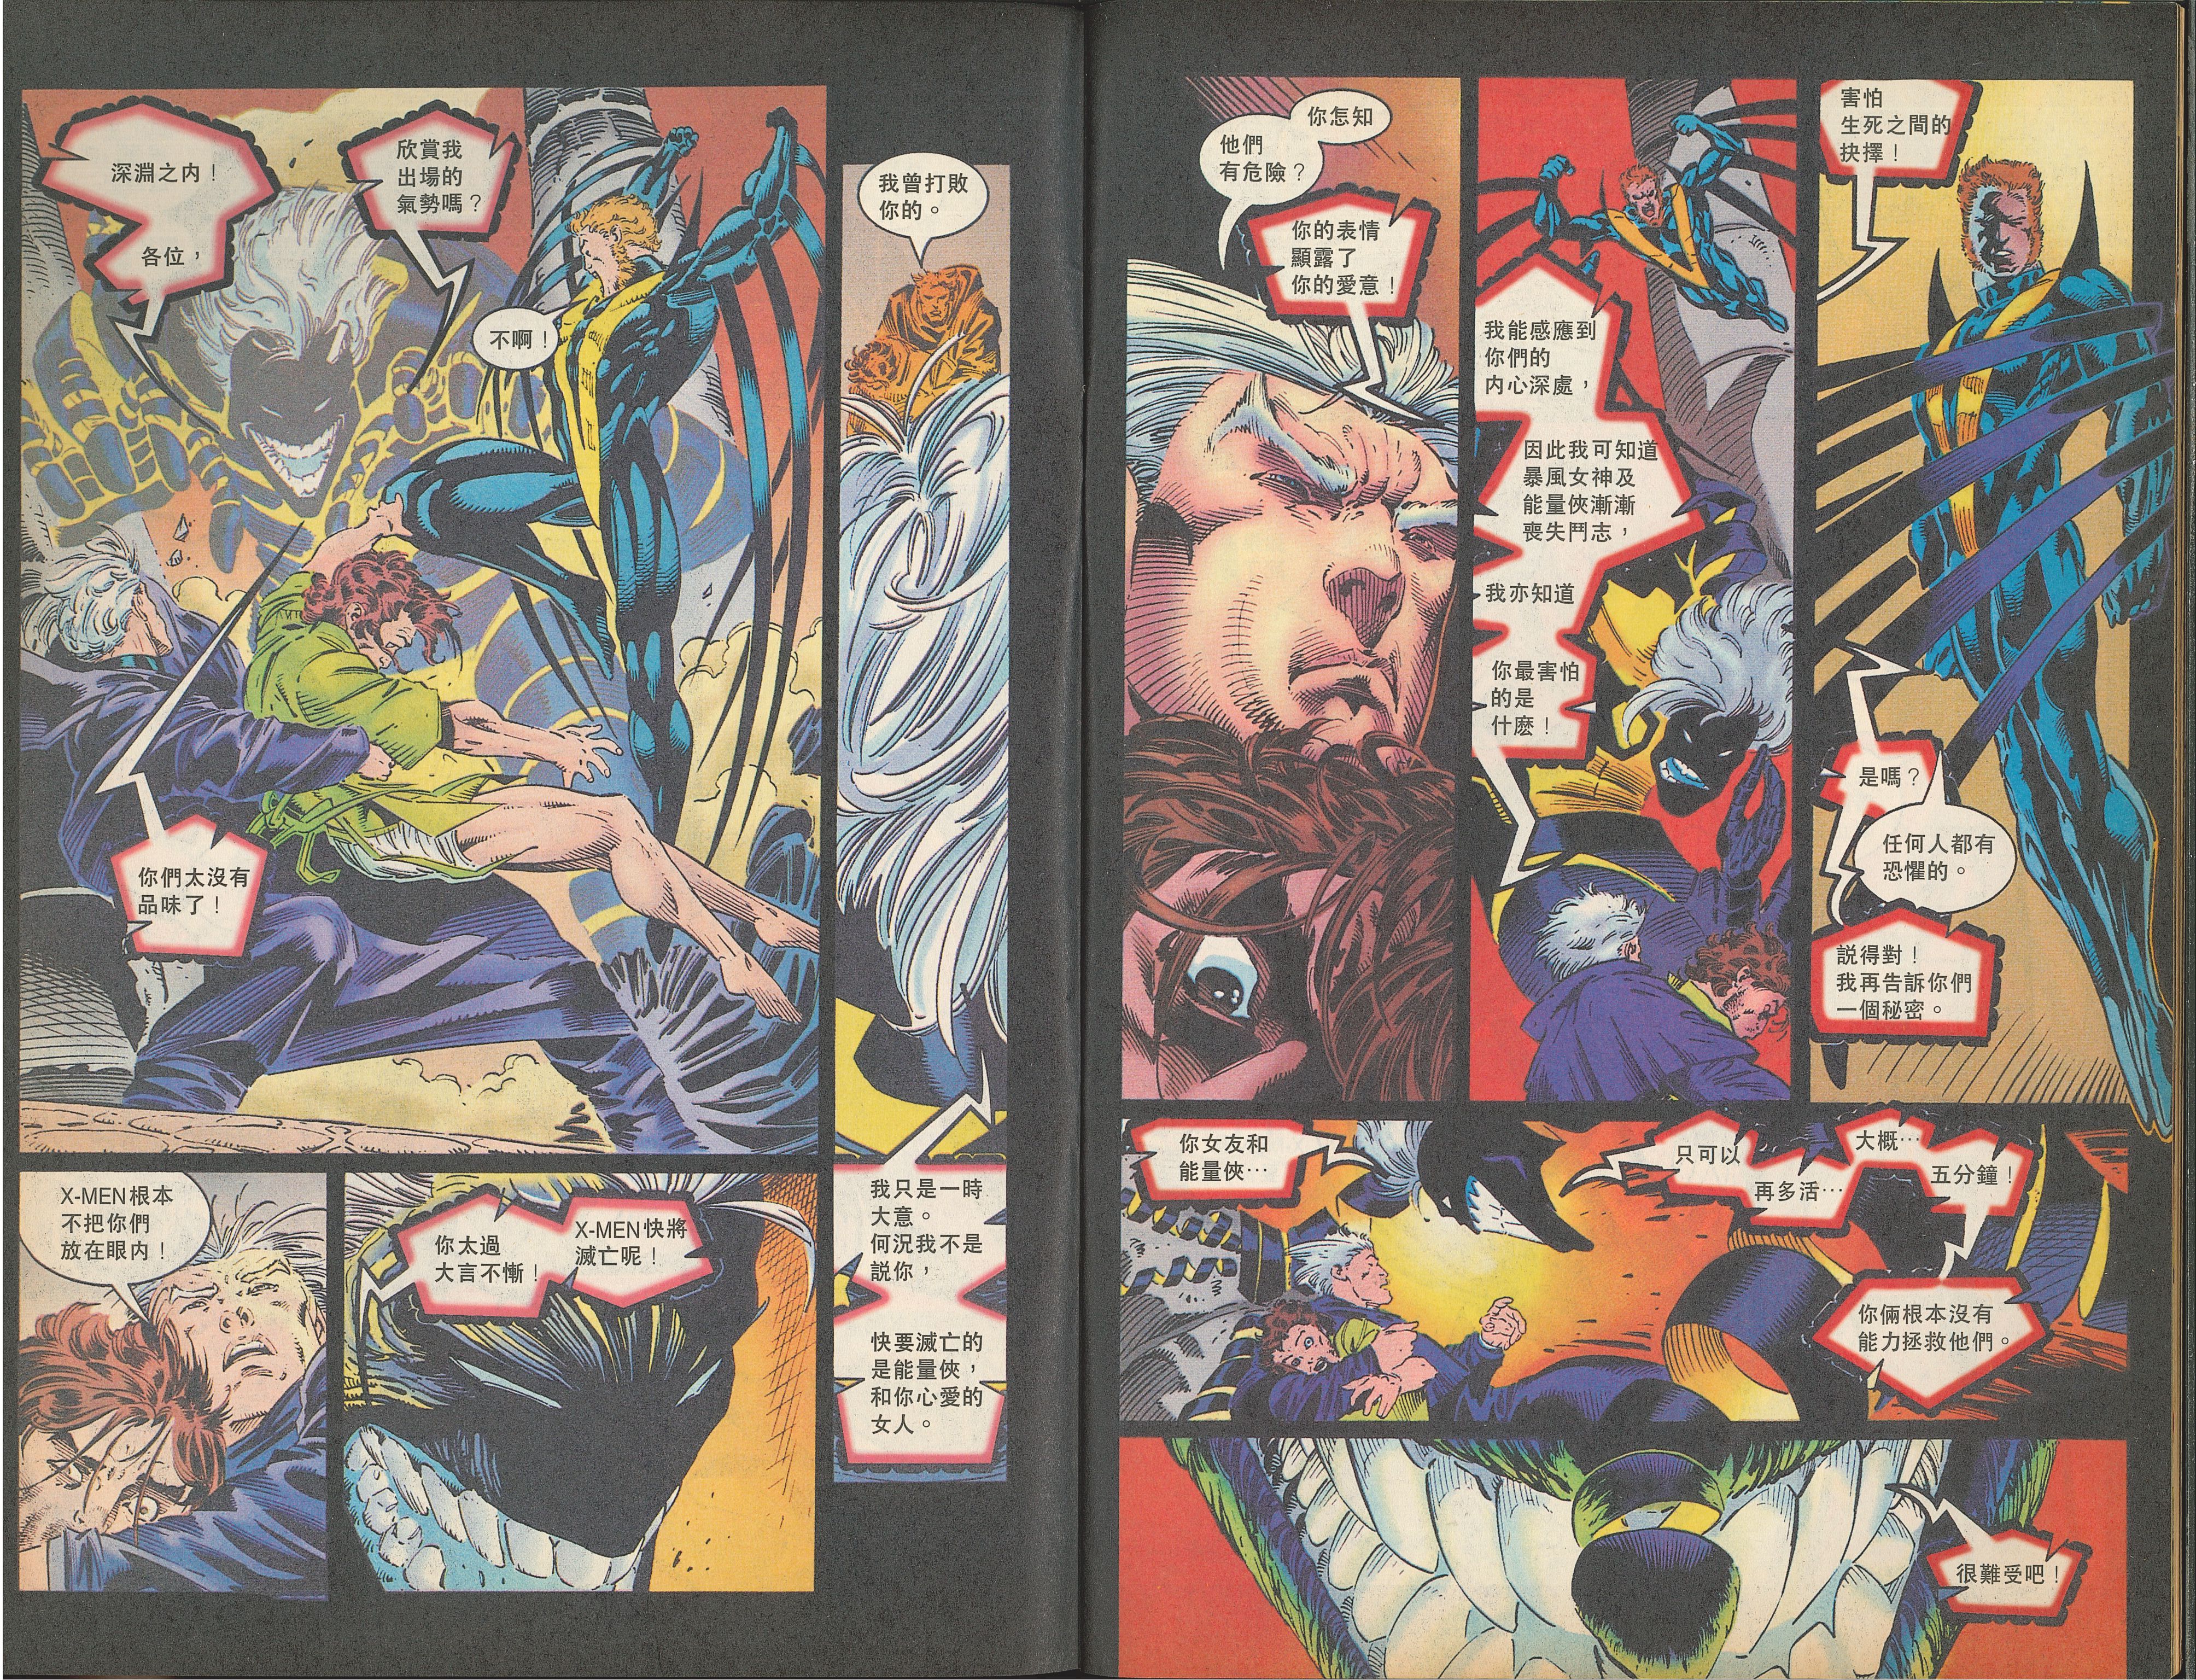 深淵之内！
各位，
欣賞我
出場的
氣勢嗎？
不啊！
你們太沒有
品味了！
X-MEN根本
不把你們
放在眼内！
你太過
大言不慚！
X-MEN快將
滅亡呢！
我曾打敗
你的。
我只是一時
大意。
何況我不是
説你，
快要滅亡的
是能量俠，
和你心愛的
女人。
你怎知
他們
有危險？
你的表情
顯露了
你的愛意！
我能感應到
你們的
内心深處，
因此我可知道
暴風女神及
能量俠漸漸
喪失鬥志，
我亦知道
你最害怕
的是
什麽！
害怕
生死之間的
抉擇！
是嗎？
任何人都有
恐懼的。
説得對！
我再告訴你們
一個秘密。
你女友和
能量俠…
只可以
再多活…
大概…
五分鐘！
你倆根本沒有
能力拯救他們。
很難受吧！